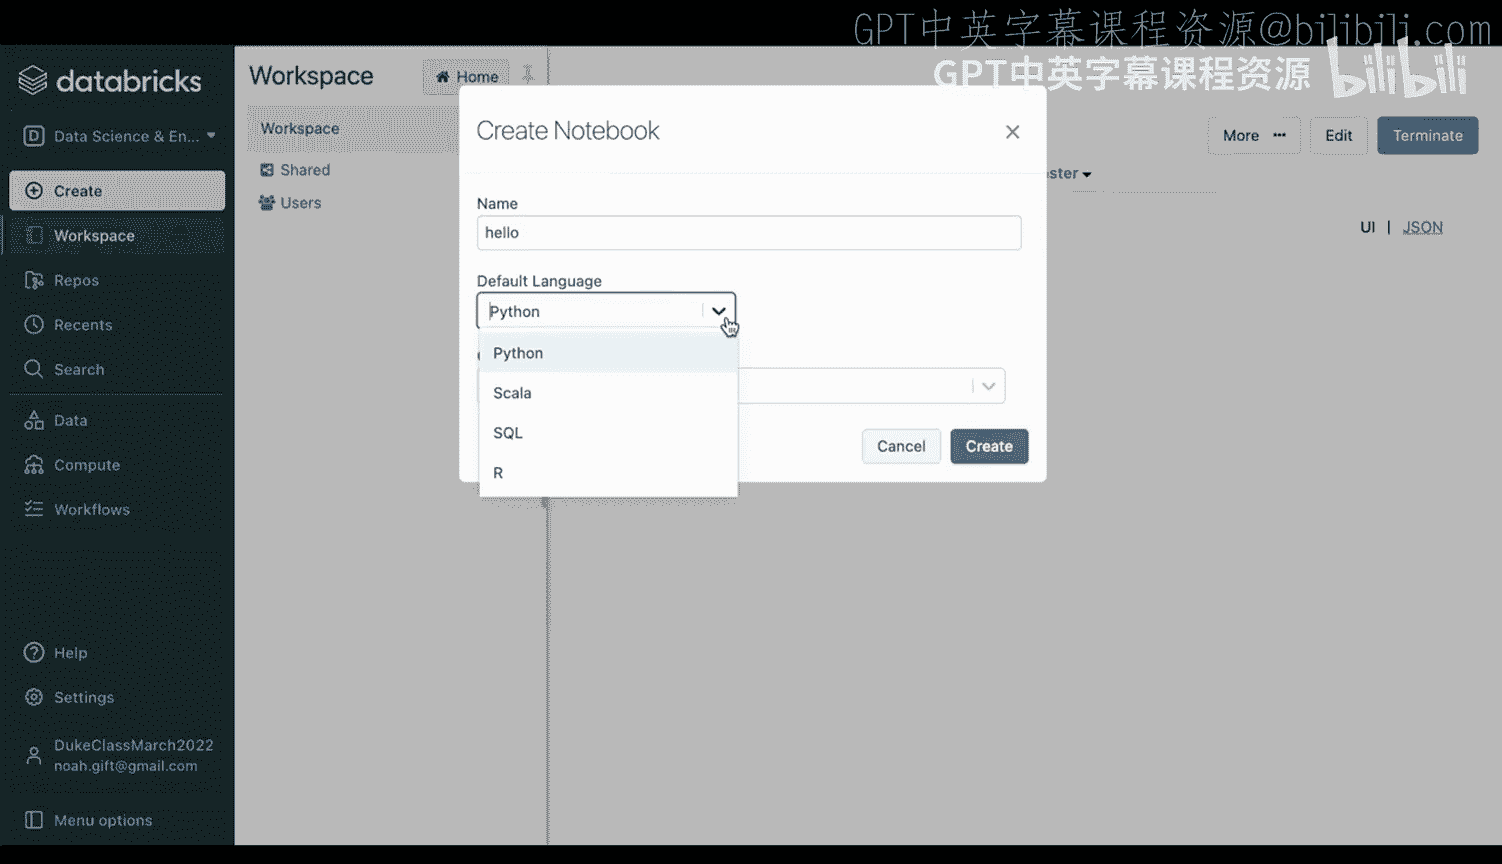 GPT中英字幕课程资源@bilibili.com
GPT中英字幕课程资源 bilibili
databricks
Data Science & En...
Create
Workspace
Repos
Recents
Search
Data
Compute
Workflows
Help
Settings
DukeClassMarch2022
noah.gift@gmail.com
Menu options
Workspace
Home
Workspace
Shared
Users
Create Notebook
Name
hello
Default Language
Python
Python
Scala
SQL
R
Cancel
Create
More
Edit
Terminate
ster
UI | JSON